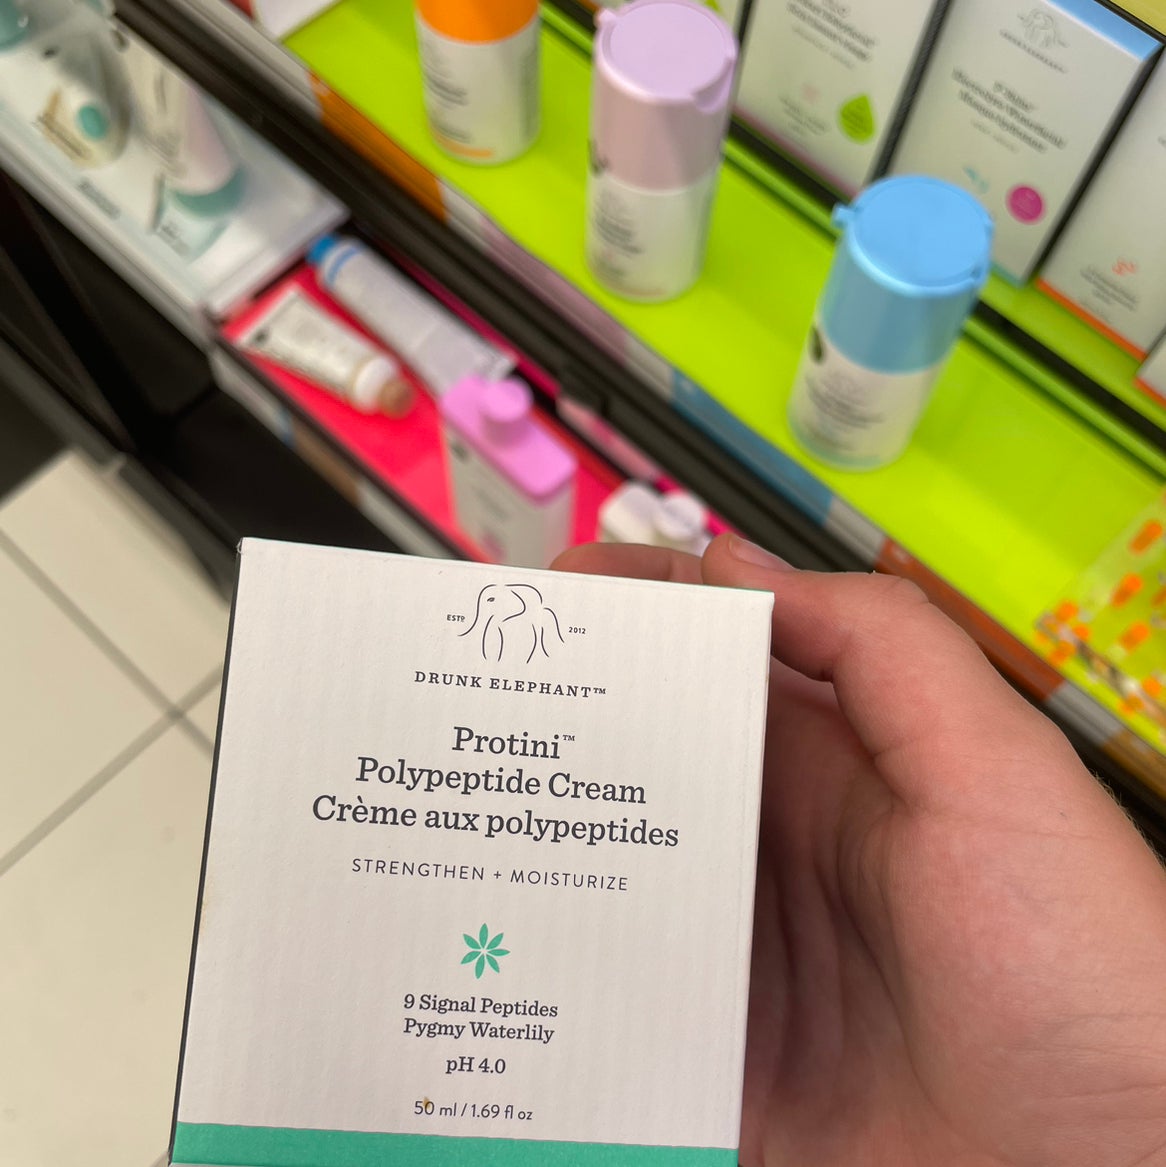 ESTD
2012
DRUNK ELEPHANT™
Protini™
Polypeptide Cream
Crème aux polypeptides
STRENGTHEN + MOISTURIZE
9 Signal Peptides
Pygmy Waterlily
pH 4.0
50 ml / 1.69 fl oz